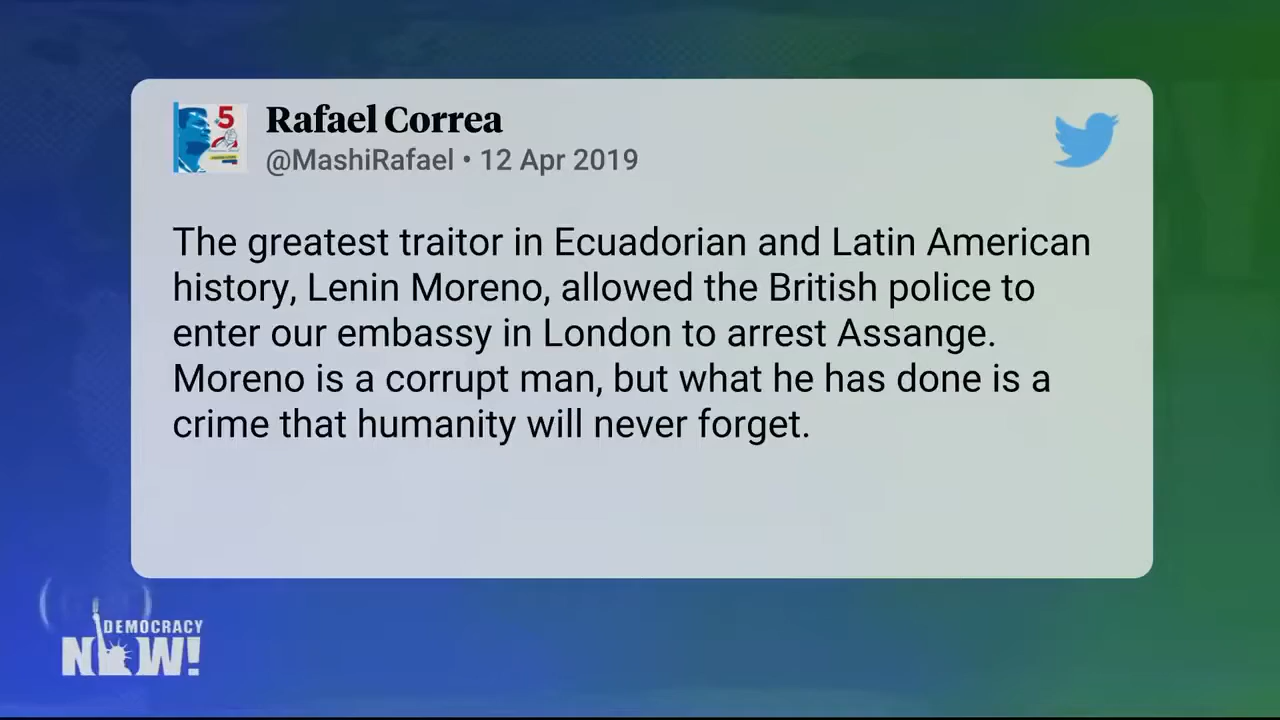 5
Rafael Correa
@MashiRafael • 12 Apr 2019
The greatest traitor in Ecuadorian and Latin American
history, Lenin Moreno, allowed the British police to
enter our embassy in London to arrest Assange.
Moreno is a corrupt man, but what he has done is a
crime that humanity will never forget.
DEMOCRACY
NOW!